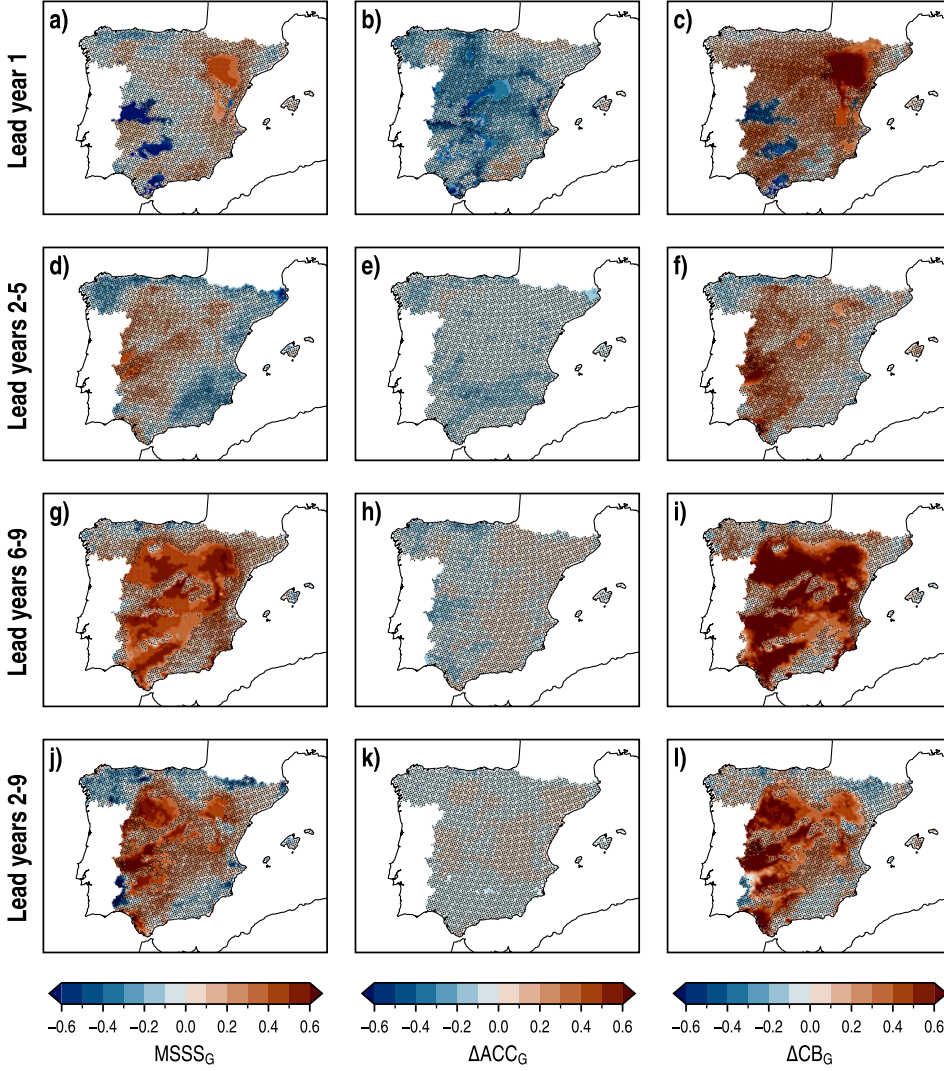 a)
b)
c)
Lead year 1
d)
e)
f)
Lead years 2-5
g)
h)
i)
Lead years 6-9
j)
k)
l)
Lead years 2-9
−0.6 −0.4 −0.2 0.0 0.2 0.4 0.6
−0.6 −0.4 −0.2 0.0 0.2 0.4 0.6
−0.6 −0.4 −0.2 0.0 0.2 0.4 0.6
MSSS_G
ΔACC_G
ΔCB_G